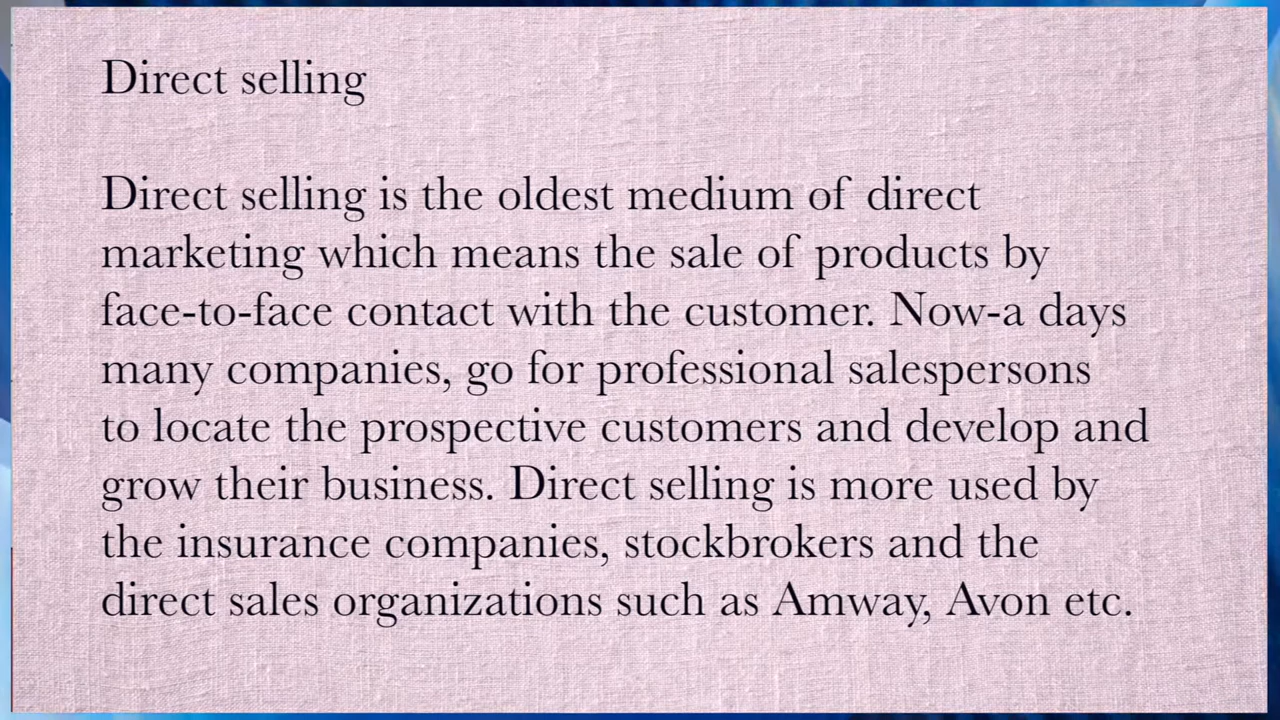 Direct selling
Direct selling is the oldest medium of direct
marketing which means the sale of products by
face-to-face contact with the customer. Now-a days
many companies, go for professional salespersons
to locate the prospective customers and develop and
grow their business. Direct selling is more used by
the insurance companies, stockbrokers and the
direct sales organizations such as Amway, Avon etc.